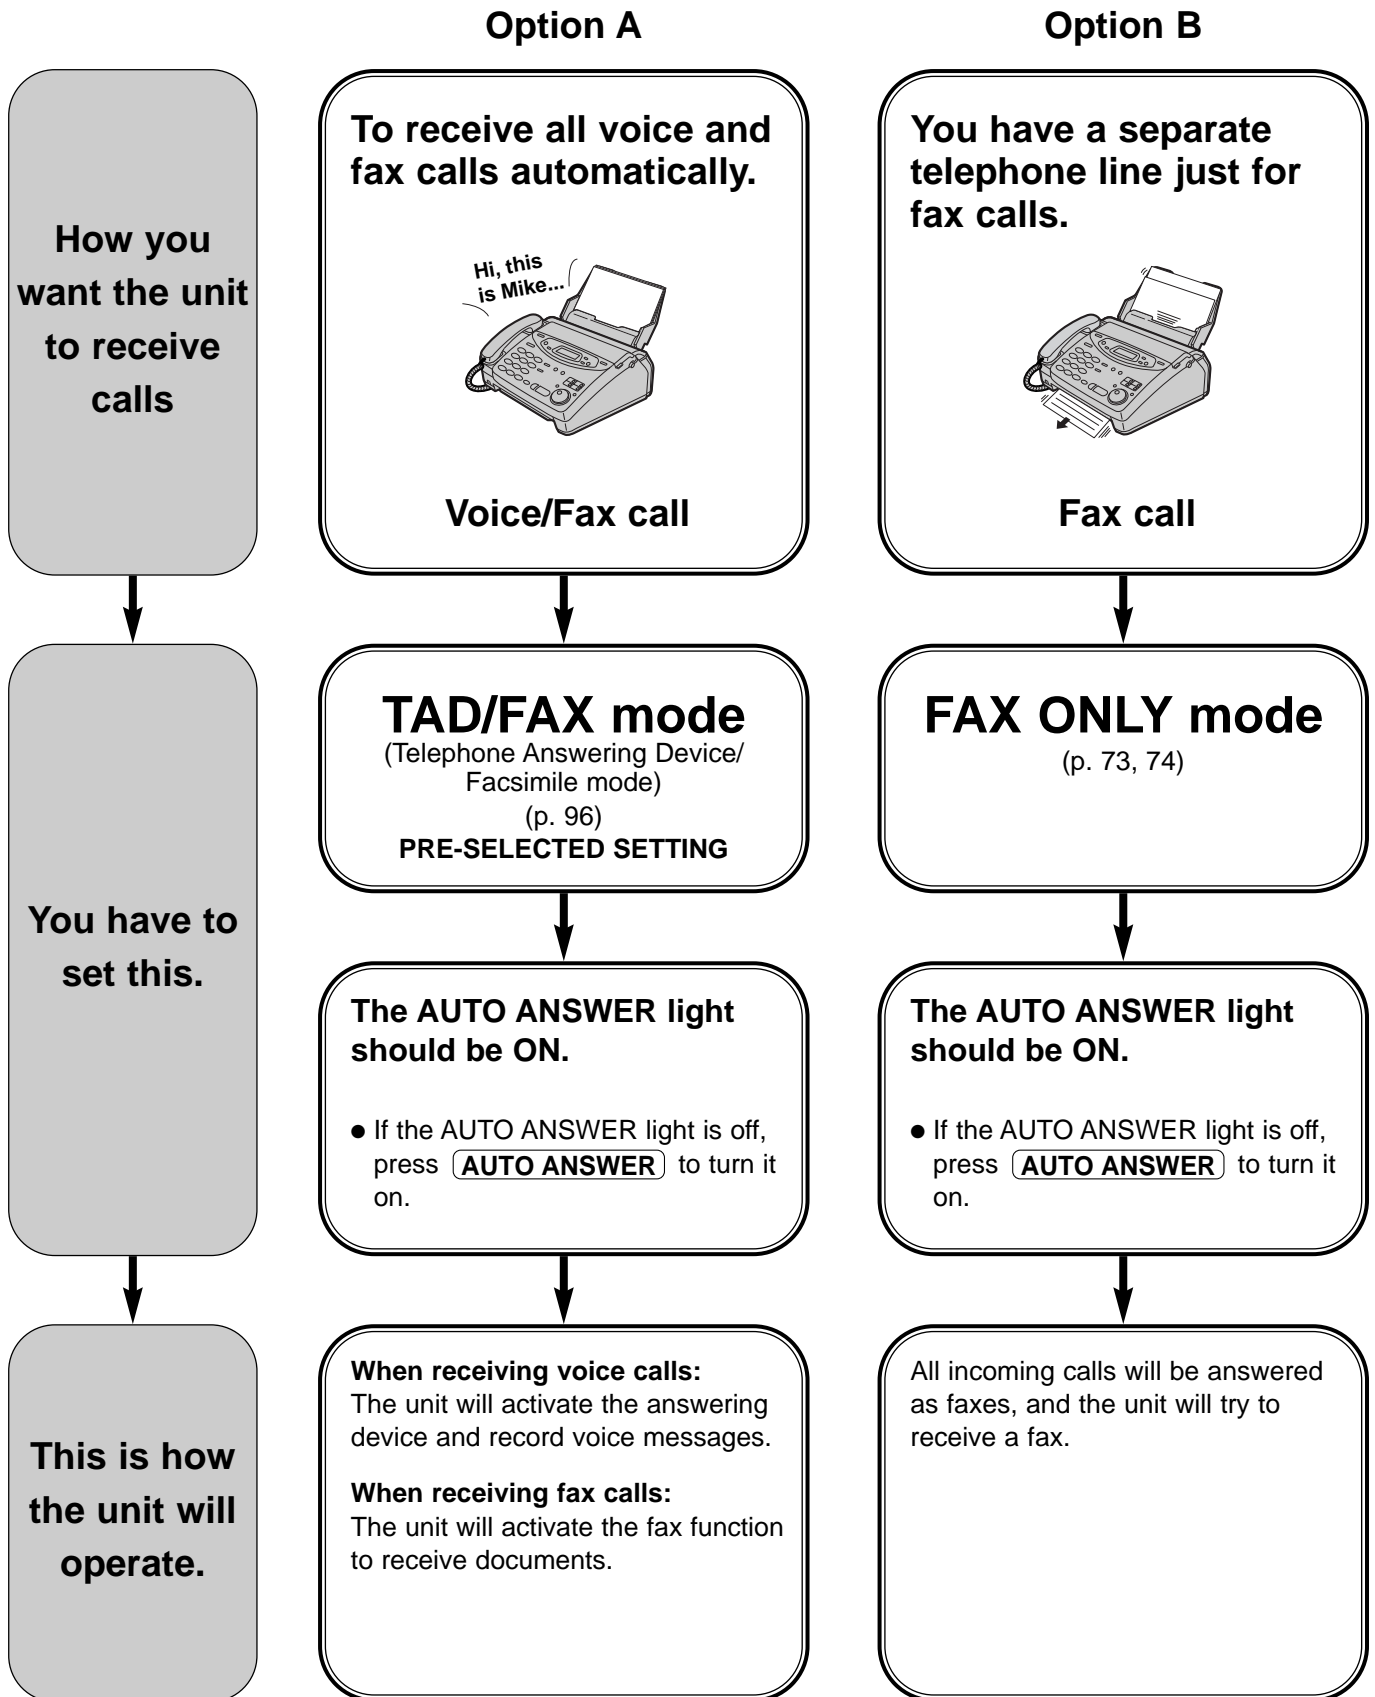 Option A
Option B
How you
want the unit
to receive
calls
To receive all voice and
fax calls automatically.
Hi, this
is Mike...
Voice/Fax call
You have a separate
telephone line just for
fax calls.
Fax call
You have to
set this.
TAD/FAX mode
(Telephone Answering Device/
Facsimile mode)
(p. 96)
PRE-SELECTED SETTING
FAX ONLY mode
(p. 73, 74)
The AUTO ANSWER light
should be ON.
● If the AUTO ANSWER light is off,
press AUTO ANSWER to turn it
on.
The AUTO ANSWER light
should be ON.
● If the AUTO ANSWER light is off,
press AUTO ANSWER to turn it
on.
This is how
the unit will
operate.
When receiving voice calls:
The unit will activate the answering
device and record voice messages.
When receiving fax calls:
The unit will activate the fax function
to receive documents.
All incoming calls will be answered
as faxes, and the unit will try to
receive a fax.